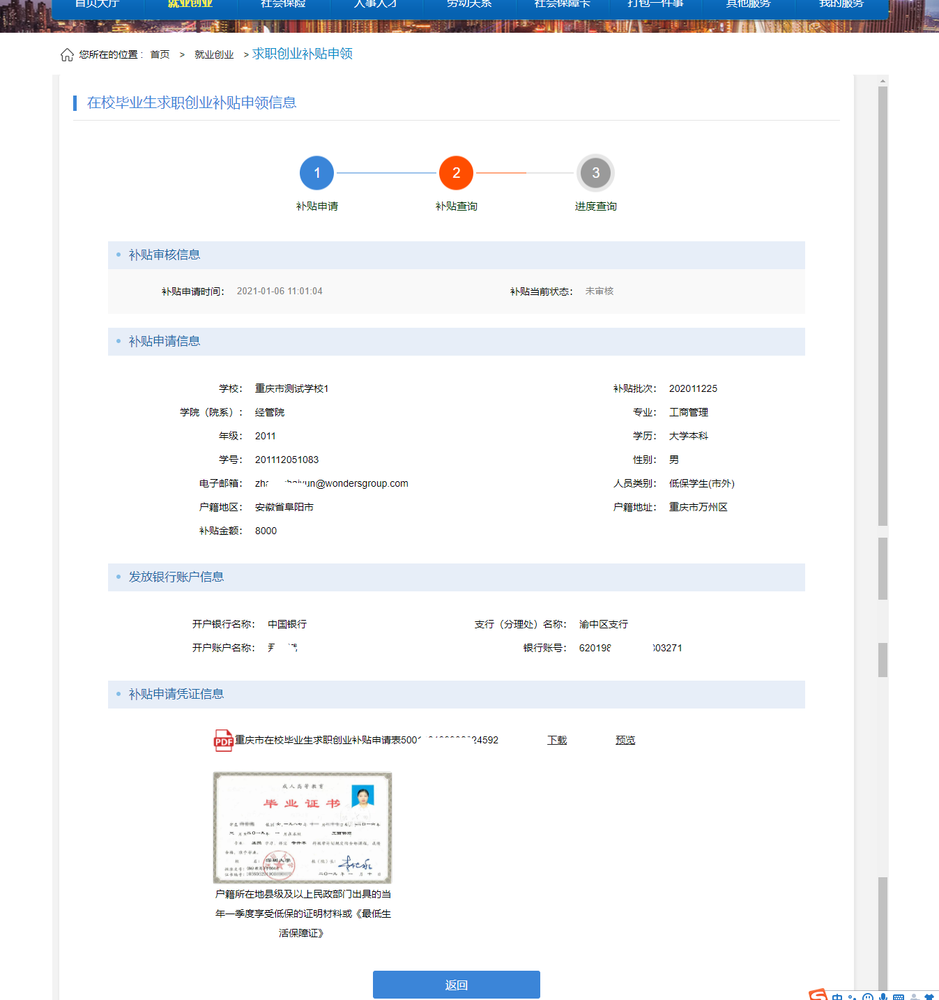 首页大厅 就业创业 社会保险 人事人才 劳动关系 社会保障卡 打包一件事 其他服务 我的服务
您所在的位置： 首页 > 就业创业 > 求职创业补贴申领
在校毕业生求职创业补贴申领信息
1 2 3
补贴申请 补贴查询 进度查询
补贴审核信息
补贴申请时间： 2021-01-06 11:01:04 补贴当前状态： 未审核
补贴申请信息
学校： 重庆市测试学校1 补贴批次： 202011225
学院（院系）： 经管院 专业： 工商管理
年级： 2011 学历： 大学本科
学号： 201112051083 性别： 男
电子邮箱： @wondersgroup.com 人员类别： 低保学生(市外)
户籍地区： 安徽省阜阳市 户籍地址： 重庆市万州区
补贴金额： 8000
发放银行账户信息
开户银行名称： 中国银行 支行（分理处）名称： 渝中区支行
开户账户名称： 银行账号： 620198 303271
补贴申请凭证信息
PDF 重庆市在校毕业生求职创业补贴申请表500 24592 下载 预览
成人高等教育
毕业证书
户籍所在地县级及以上民政部门出具的当
年一季度享受低保的证明材料或《最低生
活保障证》
返回
中